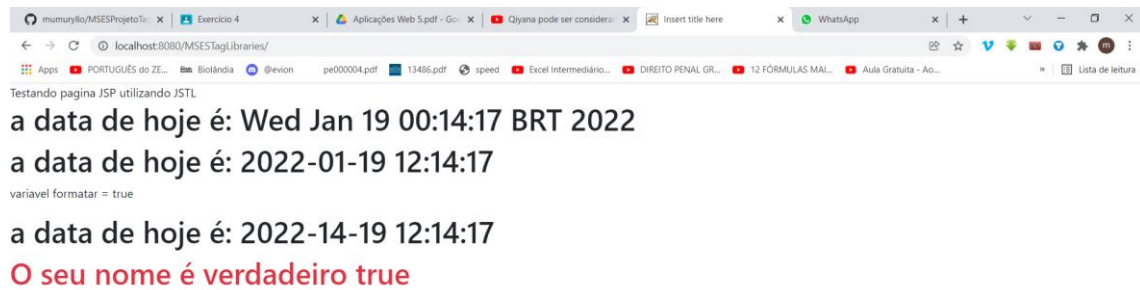 mumuryllo/MSESProjetoTag
Exercício 4
Aplicações Web 5.pdf - Goo
Qiyana pode ser considerad
Insert title here
WhatsApp
localhost:8080/MSESTagLibraries/
Apps
PORTUGUÊS do ZE...
Biolândia
@evion
pe000004.pdf
13486.pdf
speed
Excel Intermediário...
DIREITO PENAL GR...
12 FÓRMULAS MAI...
Aula Gratuita - Ao...
Lista de leitura
Testando pagina JSP utilizando JSTL
a data de hoje é: Wed Jan 19 00:14:17 BRT 2022
a data de hoje é: 2022-01-19 12:14:17
variavel formatar = true
a data de hoje é: 2022-14-19 12:14:17
O seu nome é verdadeiro true